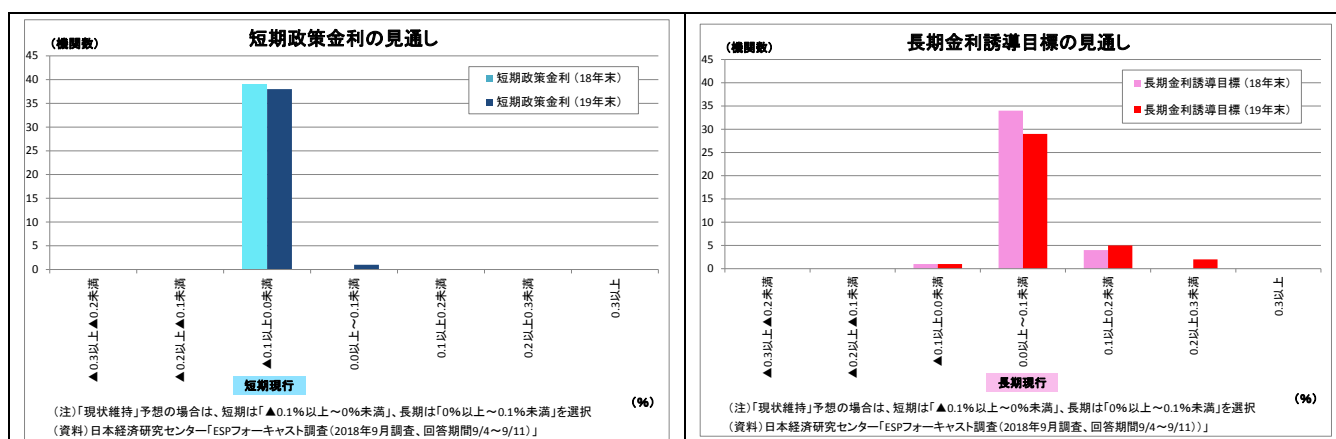 短期政策金利の見通し
（機関数）
45
40
35
30
25
20
15
10
5
0
短期政策金利（18年末）
短期政策金利（19年末）
▲0.3以上▲0.2未満
▲0.2以上▲0.1未満
▲0.1以上0.0未満
0.0以上～0.1未満
0.1以上0.2未満
0.2以上0.3未満
0.3以上
短期現行
（%）
（注）「現状維持」予想の場合は、短期は「▲0.1%以上～0%未満」、長期は「0%以上～0.1%未満」を選択
（資料）日本経済研究センター「ESPフォーキャスト調査（2018年9月調査、回答期間9/4～9/11）」
長期金利誘導目標の見通し
（機関数）
45
40
35
30
25
20
15
10
5
0
長期金利誘導目標（18年末）
長期金利誘導目標（19年末）
▲0.3以上▲0.2未満
▲0.2以上▲0.1未満
▲0.1以上0.0未満
0.0以上～0.1未満
0.1以上0.2未満
0.2以上0.3未満
0.3以上
長期現行
（%）
（注）「現状維持」予想の場合は、短期は「▲0.1%以上～0%未満」、長期は「0%以上～0.1%未満」を選択
（資料）日本経済研究センター「ESPフォーキャスト調査（2018年9月調査、回答期間9/4～9/11））」